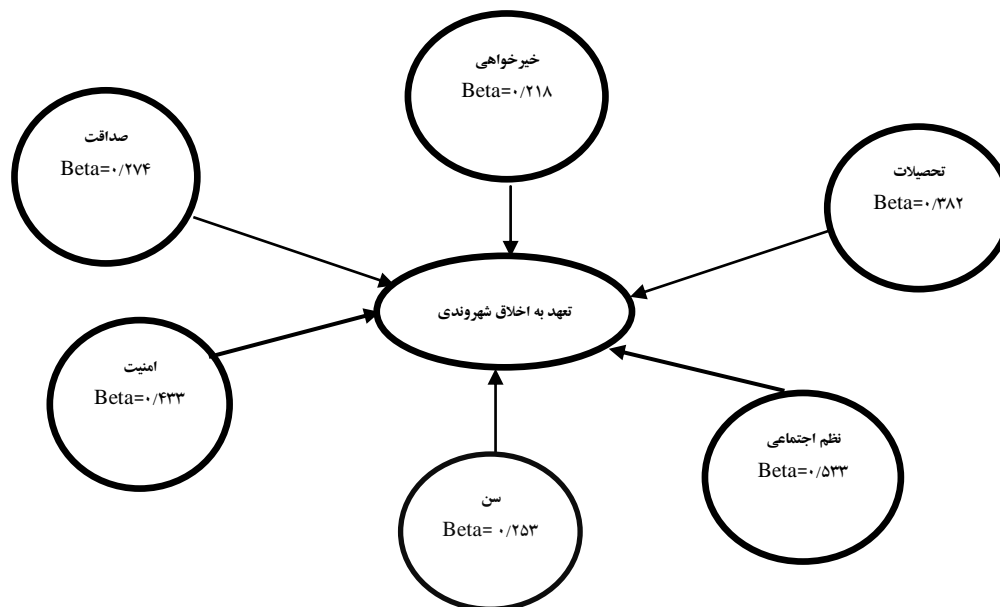 خیرخواهی
Beta=۰/۲۱۸
صداقت
Beta=۰/۲۷۴
تحصیلات
Beta=۰/۳۸۲
تعهد به اخلاق شهروندی
امنیت
Beta=۰/۴۳۳
نظم اجتماعی
Beta=۰/۵۳۳
سن
Beta= ۰/۲۵۳